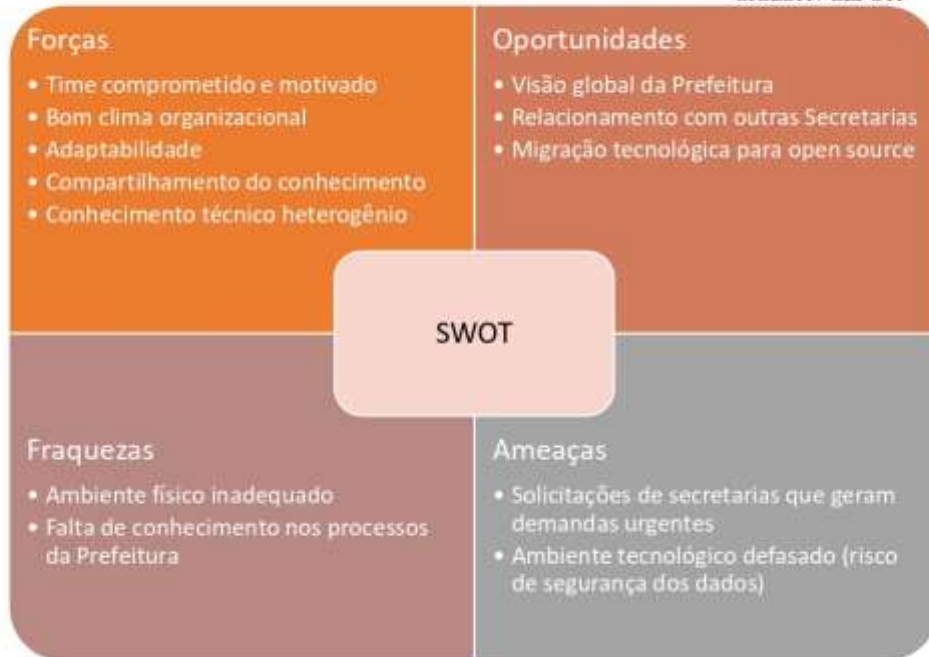 Forças
• Time comprometido e motivado
• Bom clima organizacional
• Adaptabilidade
• Compartilhamento do conhecimento
• Conhecimento técnico heterogênio
Oportunidades
• Visão global da Prefeitura
• Relacionamento com outras Secretarias
• Migração tecnológica para open source
SWOT
Fraquezas
• Ambiente físico inadequado
• Falta de conhecimento nos processos
da Prefeitura
Ameaças
• Solicitações de secretarias que geram
demandas urgentes
• Ambiente tecnológico defasado (risco
de segurança dos dados)